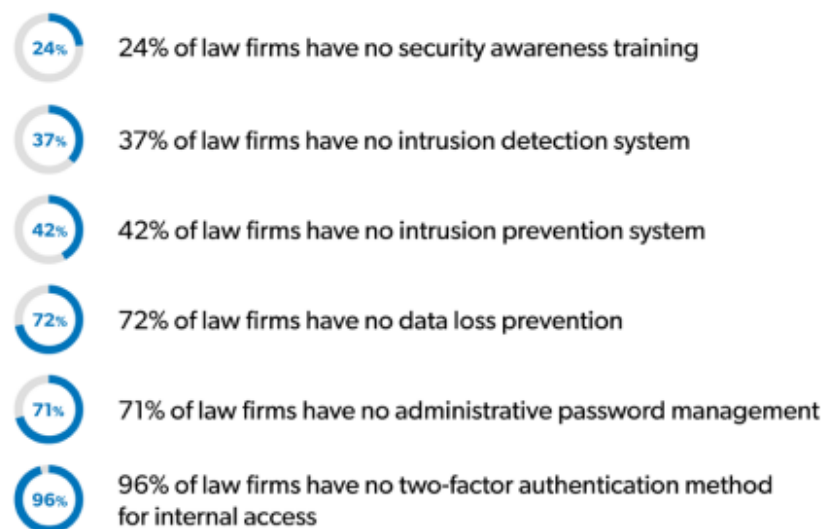 24%
24% of law firms have no security awareness training
37%
37% of law firms have no intrusion detection system
42%
42% of law firms have no intrusion prevention system
72%
72% of law firms have no data loss prevention
71%
71% of law firms have no administrative password management
96%
96% of law firms have no two-factor authentication method
for internal access